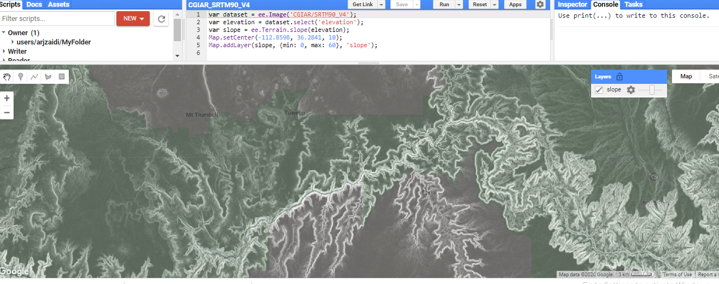 Scripts Docs Assets
Filter scripts...
NEW
Owner (1)
users/arjzaidi/MyFolder
Writer
Reader
CGIAR_SRTM90_V4
Get Link
Save
Run
Reset
Apps
1 var dataset = ee.Image('CGIAR/SRTM90_V4');
2 var elevation = dataset.select('elevation');
3 var slope = ee.Terrain.slope(elevation);
4 Map.setCenter(-112.8598, 36.2841, 10);
5 Map.addLayer(slope, {min: 0, max: 60}, 'slope');
6
Inspector Console Tasks
Use print(...) to write to this console.
Layers
slope
Map
Sate
Mt Trumbull
Google
Map data ©2020 Google
5 km
Terms of Use
Report a